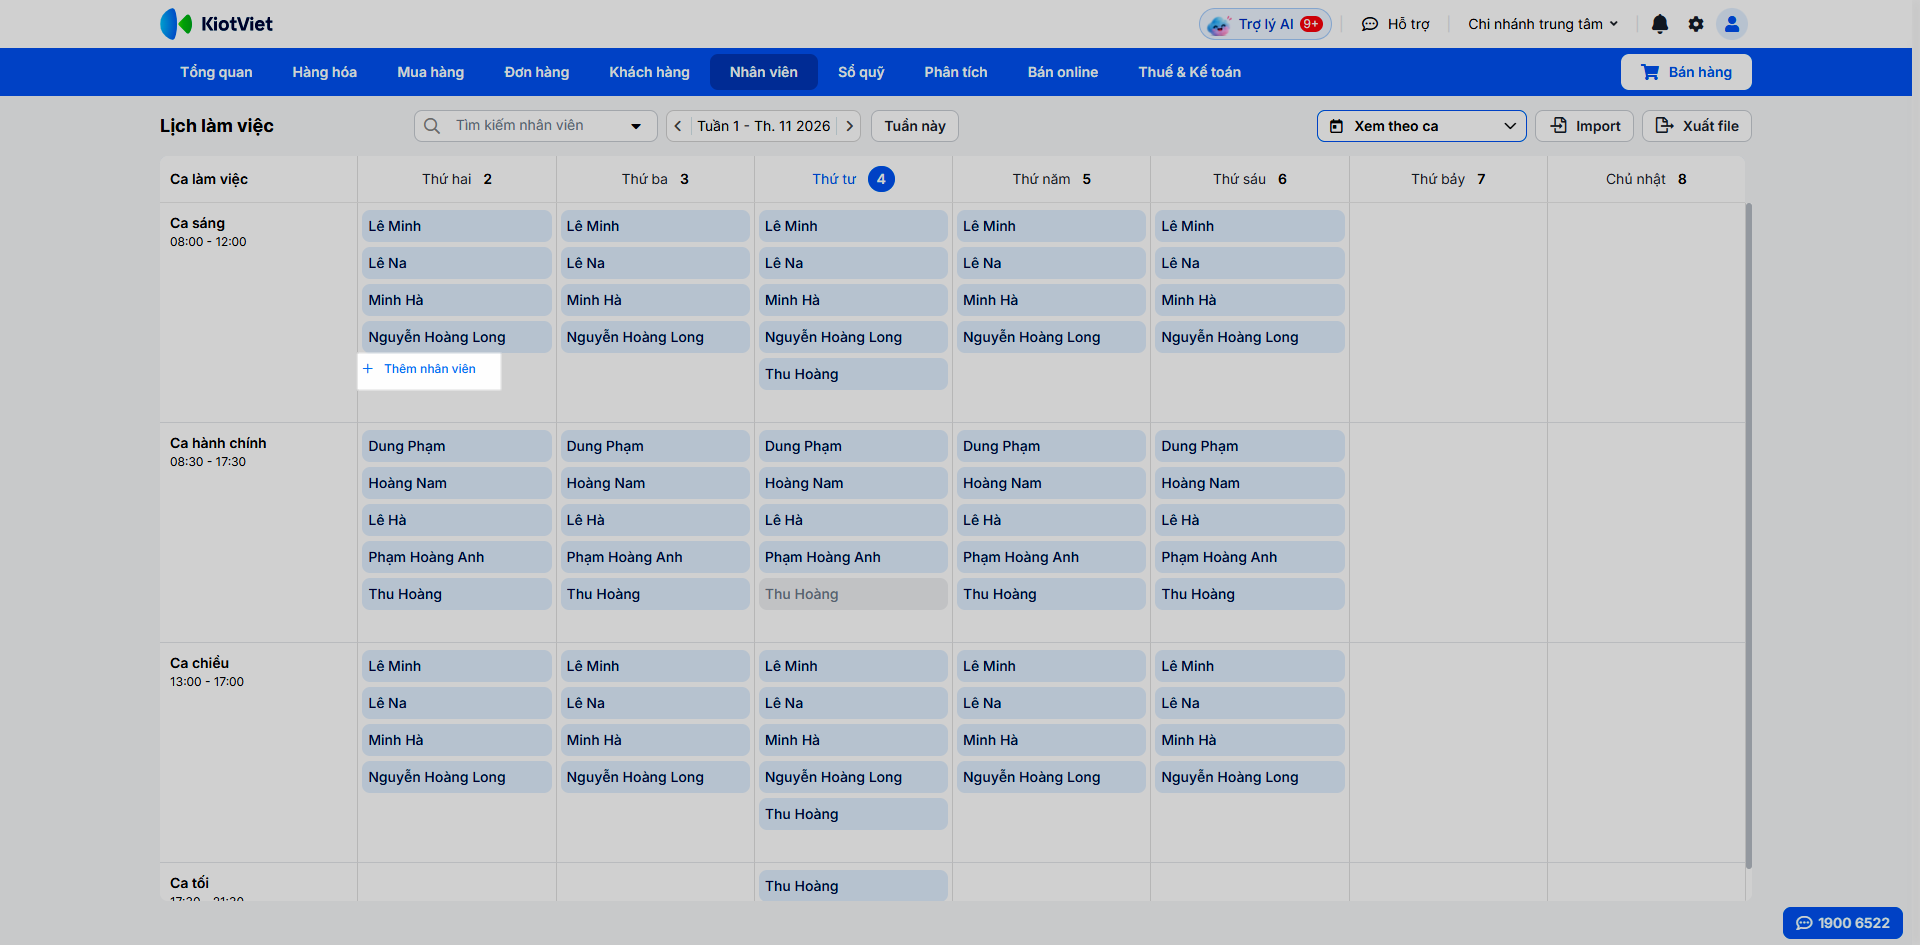 KiotViet
Trợ lý AI 9+
Hỗ trợ
Chi nhánh trung tâm
Tổng quan Hàng hóa Mua hàng Đơn hàng Khách hàng Nhân viên Sổ quỹ Phân tích Bán online Thuế & Kế toán Bán hàng
Lịch làm việc Tìm kiếm nhân viên Tuần 1 - Th. 11 2026 Tuần này Xem theo ca Import Xuất file
Ca làm việc Thứ hai 2 Thứ ba 3 Thứ tư 4 Thứ năm 5 Thứ sáu 6 Thứ bảy 7 Chủ nhật 8
Ca sáng
08:00 - 12:00
Lê Minh Lê Minh Lê Minh Lê Minh Lê Minh
Lê Na Lê Na Lê Na Lê Na Lê Na
Minh Hà Minh Hà Minh Hà Minh Hà Minh Hà
Nguyễn Hoàng Long Nguyễn Hoàng Long Nguyễn Hoàng Long Nguyễn Hoàng Long Nguyễn Hoàng Long
+ Thêm nhân viên Thu Hoàng
Ca hành chính
08:30 - 17:30
Dung Phạm Dung Phạm Dung Phạm Dung Phạm Dung Phạm
Hoàng Nam Hoàng Nam Hoàng Nam Hoàng Nam Hoàng Nam
Lê Hà Lê Hà Lê Hà Lê Hà Lê Hà
Phạm Hoàng Anh Phạm Hoàng Anh Phạm Hoàng Anh Phạm Hoàng Anh Phạm Hoàng Anh
Thu Hoàng Thu Hoàng Thu Hoàng Thu Hoàng Thu Hoàng
Ca chiều
13:00 - 17:00
Lê Minh Lê Minh Lê Minh Lê Minh Lê Minh
Lê Na Lê Na Lê Na Lê Na Lê Na
Minh Hà Minh Hà Minh Hà Minh Hà Minh Hà
Nguyễn Hoàng Long Nguyễn Hoàng Long Nguyễn Hoàng Long Nguyễn Hoàng Long Nguyễn Hoàng Long
Thu Hoàng
Ca tối Thu Hoàng
1900 6522